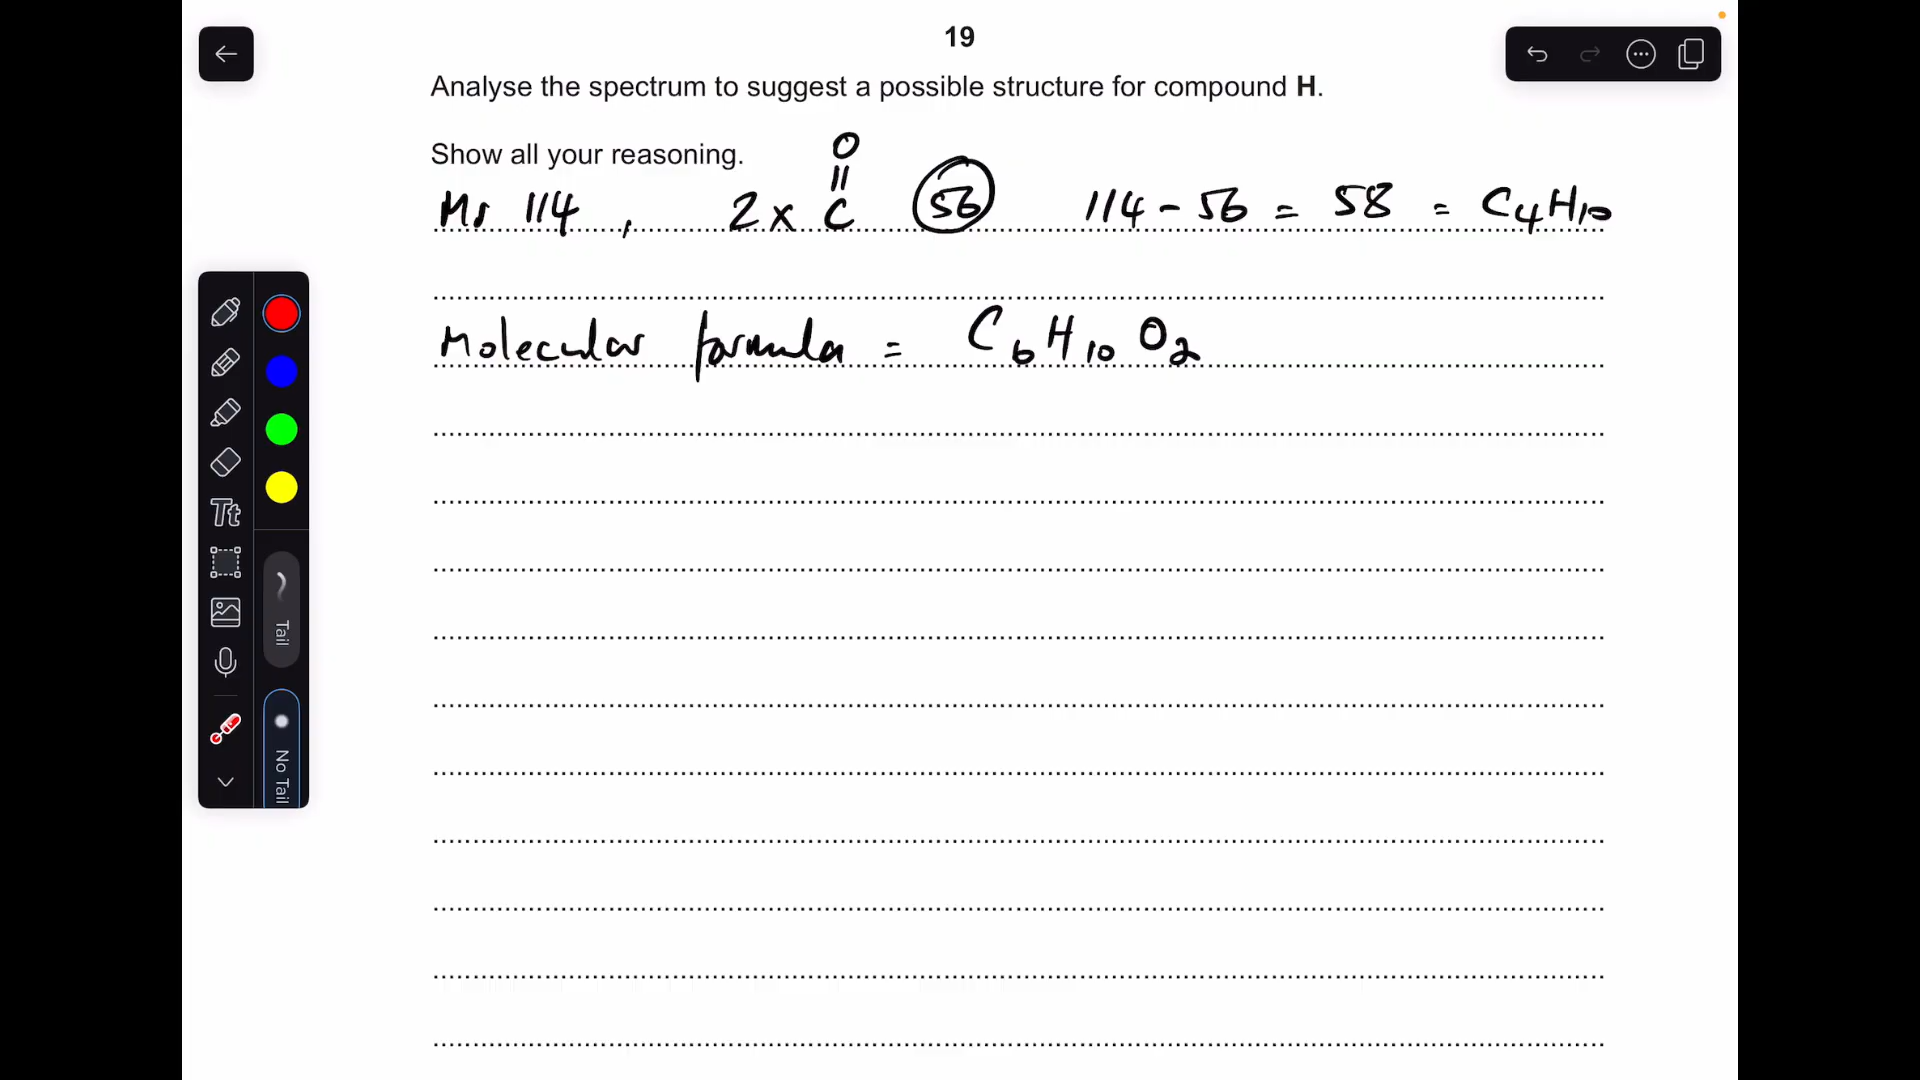 19
Analyse the spectrum to suggest a possible structure for compound H.
Show all your reasoning.
O
Mr 114 , 2 x C 56 114 - 56 = 58 = C4H10
Molecular formula = C6H10O2
Tt
Tail
No Tail